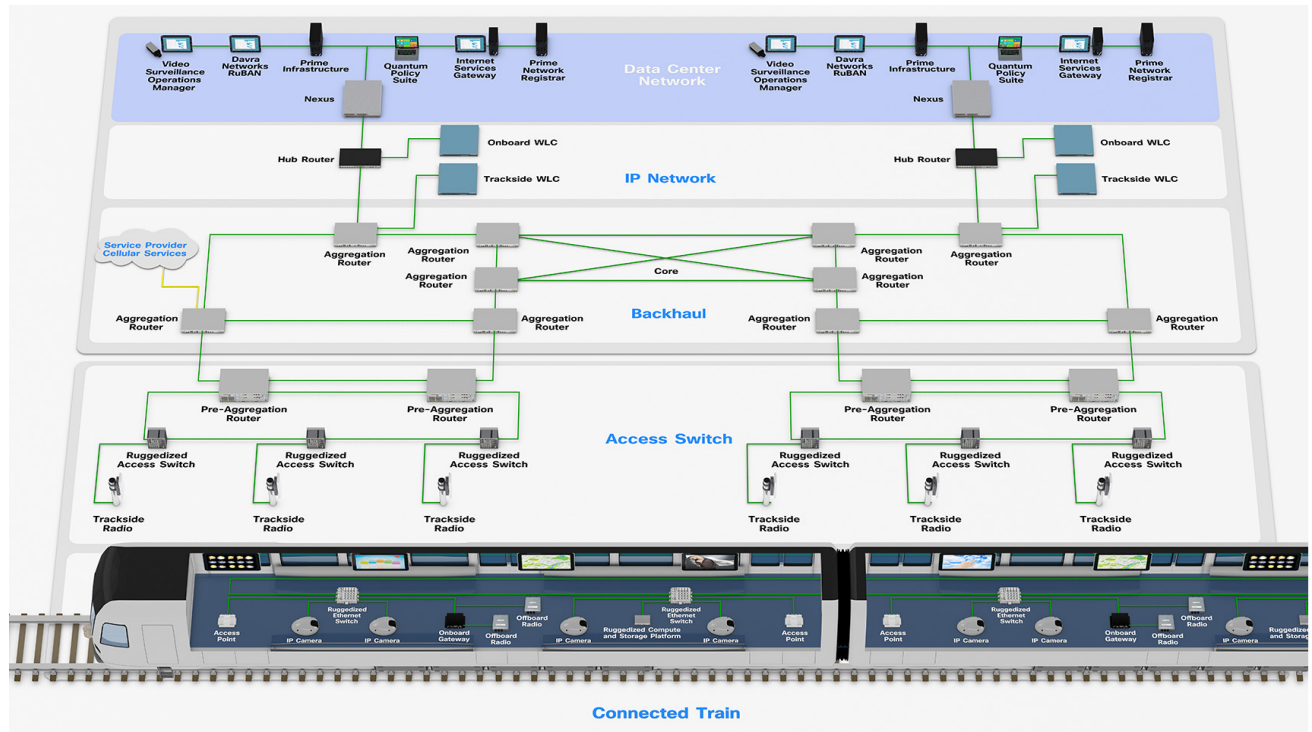 Video
Surveillance
Operations
Manager
Davra
Networks
RuBAN
Prime
Infrastructure
Quantum
Policy
Suite
Internet
Services
Gateway
Prime
Network
Registrar
Data Center
Network
Video
Surveillance
Operations
Manager
Davra
Networks
RuBAN
Prime
Infrastructure
Quantum
Policy
Suite
Internet
Services
Gateway
Prime
Network
Registrar
Nexus
Nexus
Hub Router
Onboard WLC
Trackside WLC
IP Network
Hub Router
Onboard WLC
Trackside WLC
Service Provider
Cellular Services
Aggregation
Router
Aggregation
Router
Aggregation
Router
Core
Aggregation
Router
Aggregation
Router
Aggregation
Router
Aggregation
Router
Aggregation
Router
Backhaul
Aggregation
Router
Aggregation
Router
Pre-Aggregation
Router
Pre-Aggregation
Router
Pre-Aggregation
Router
Pre-Aggregation
Router
Access Switch
Ruggedized
Access Switch
Ruggedized
Access Switch
Ruggedized
Access Switch
Ruggedized
Access Switch
Ruggedized
Access Switch
Ruggedized
Access Switch
Trackside
Radio
Trackside
Radio
Trackside
Radio
Trackside
Radio
Trackside
Radio
Trackside
Radio
Access
Point
IP Camera
Ruggedized
Ethernet
Switch
IP Camera
Onboard
Gateway
Offboard
Radio
Offboard
Radio
IP Camera
Ruggedized Compute
and Storage Platform
Ruggedized
Ethernet
Switch
IP Camera
Access
Point
Access
Point
IP Camera
Ruggedized
Ethernet
Switch
IP Camera
Onboard
Gateway
Offboard
Radio
Offboard
Radio
IP Camera
Ruggedized
and Storag
Connected Train